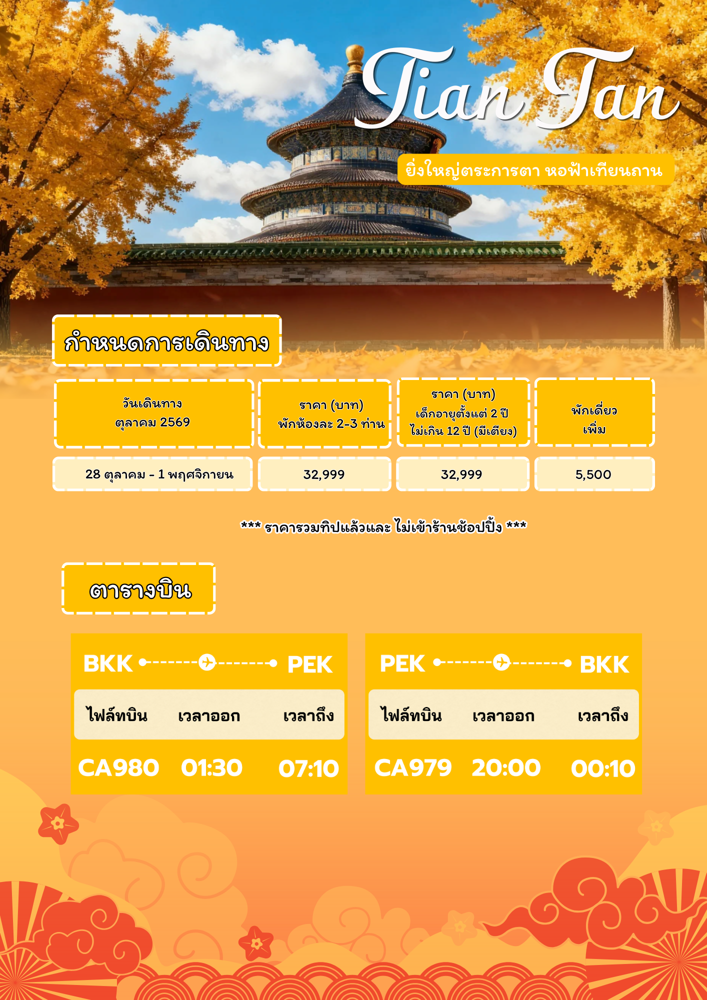 Tian Tan
ยิ่งใหญ่ตระการตา หอฟ้าเทียนถาน
กำหนดการเดินทาง
วันเดินทาง
ตุลาคม 2569
ราคา (บาท)
พักห้องละ 2-3 ท่าน
ราคา (บาท)
เด็กอายุตั้งแต่ 2 ปี
ไม่เกิน 12 ปี (มีเตียง)
พักเดี่ยว
เพิ่ม
28 ตุลาคม - 1 พฤศจิกายน
32,999
32,999
5,500
*** ราคารวมทิปแล้วและ ไม่เข้าร้านช้อปปิ้ง ***
ตารางบิน
BKK PEK
ไฟล์ทบิน เวลาออก เวลาถึง
CA980 01:30 07:10
PEK BKK
ไฟล์ทบิน เวลาออก เวลาถึง
CA979 20:00 00:10